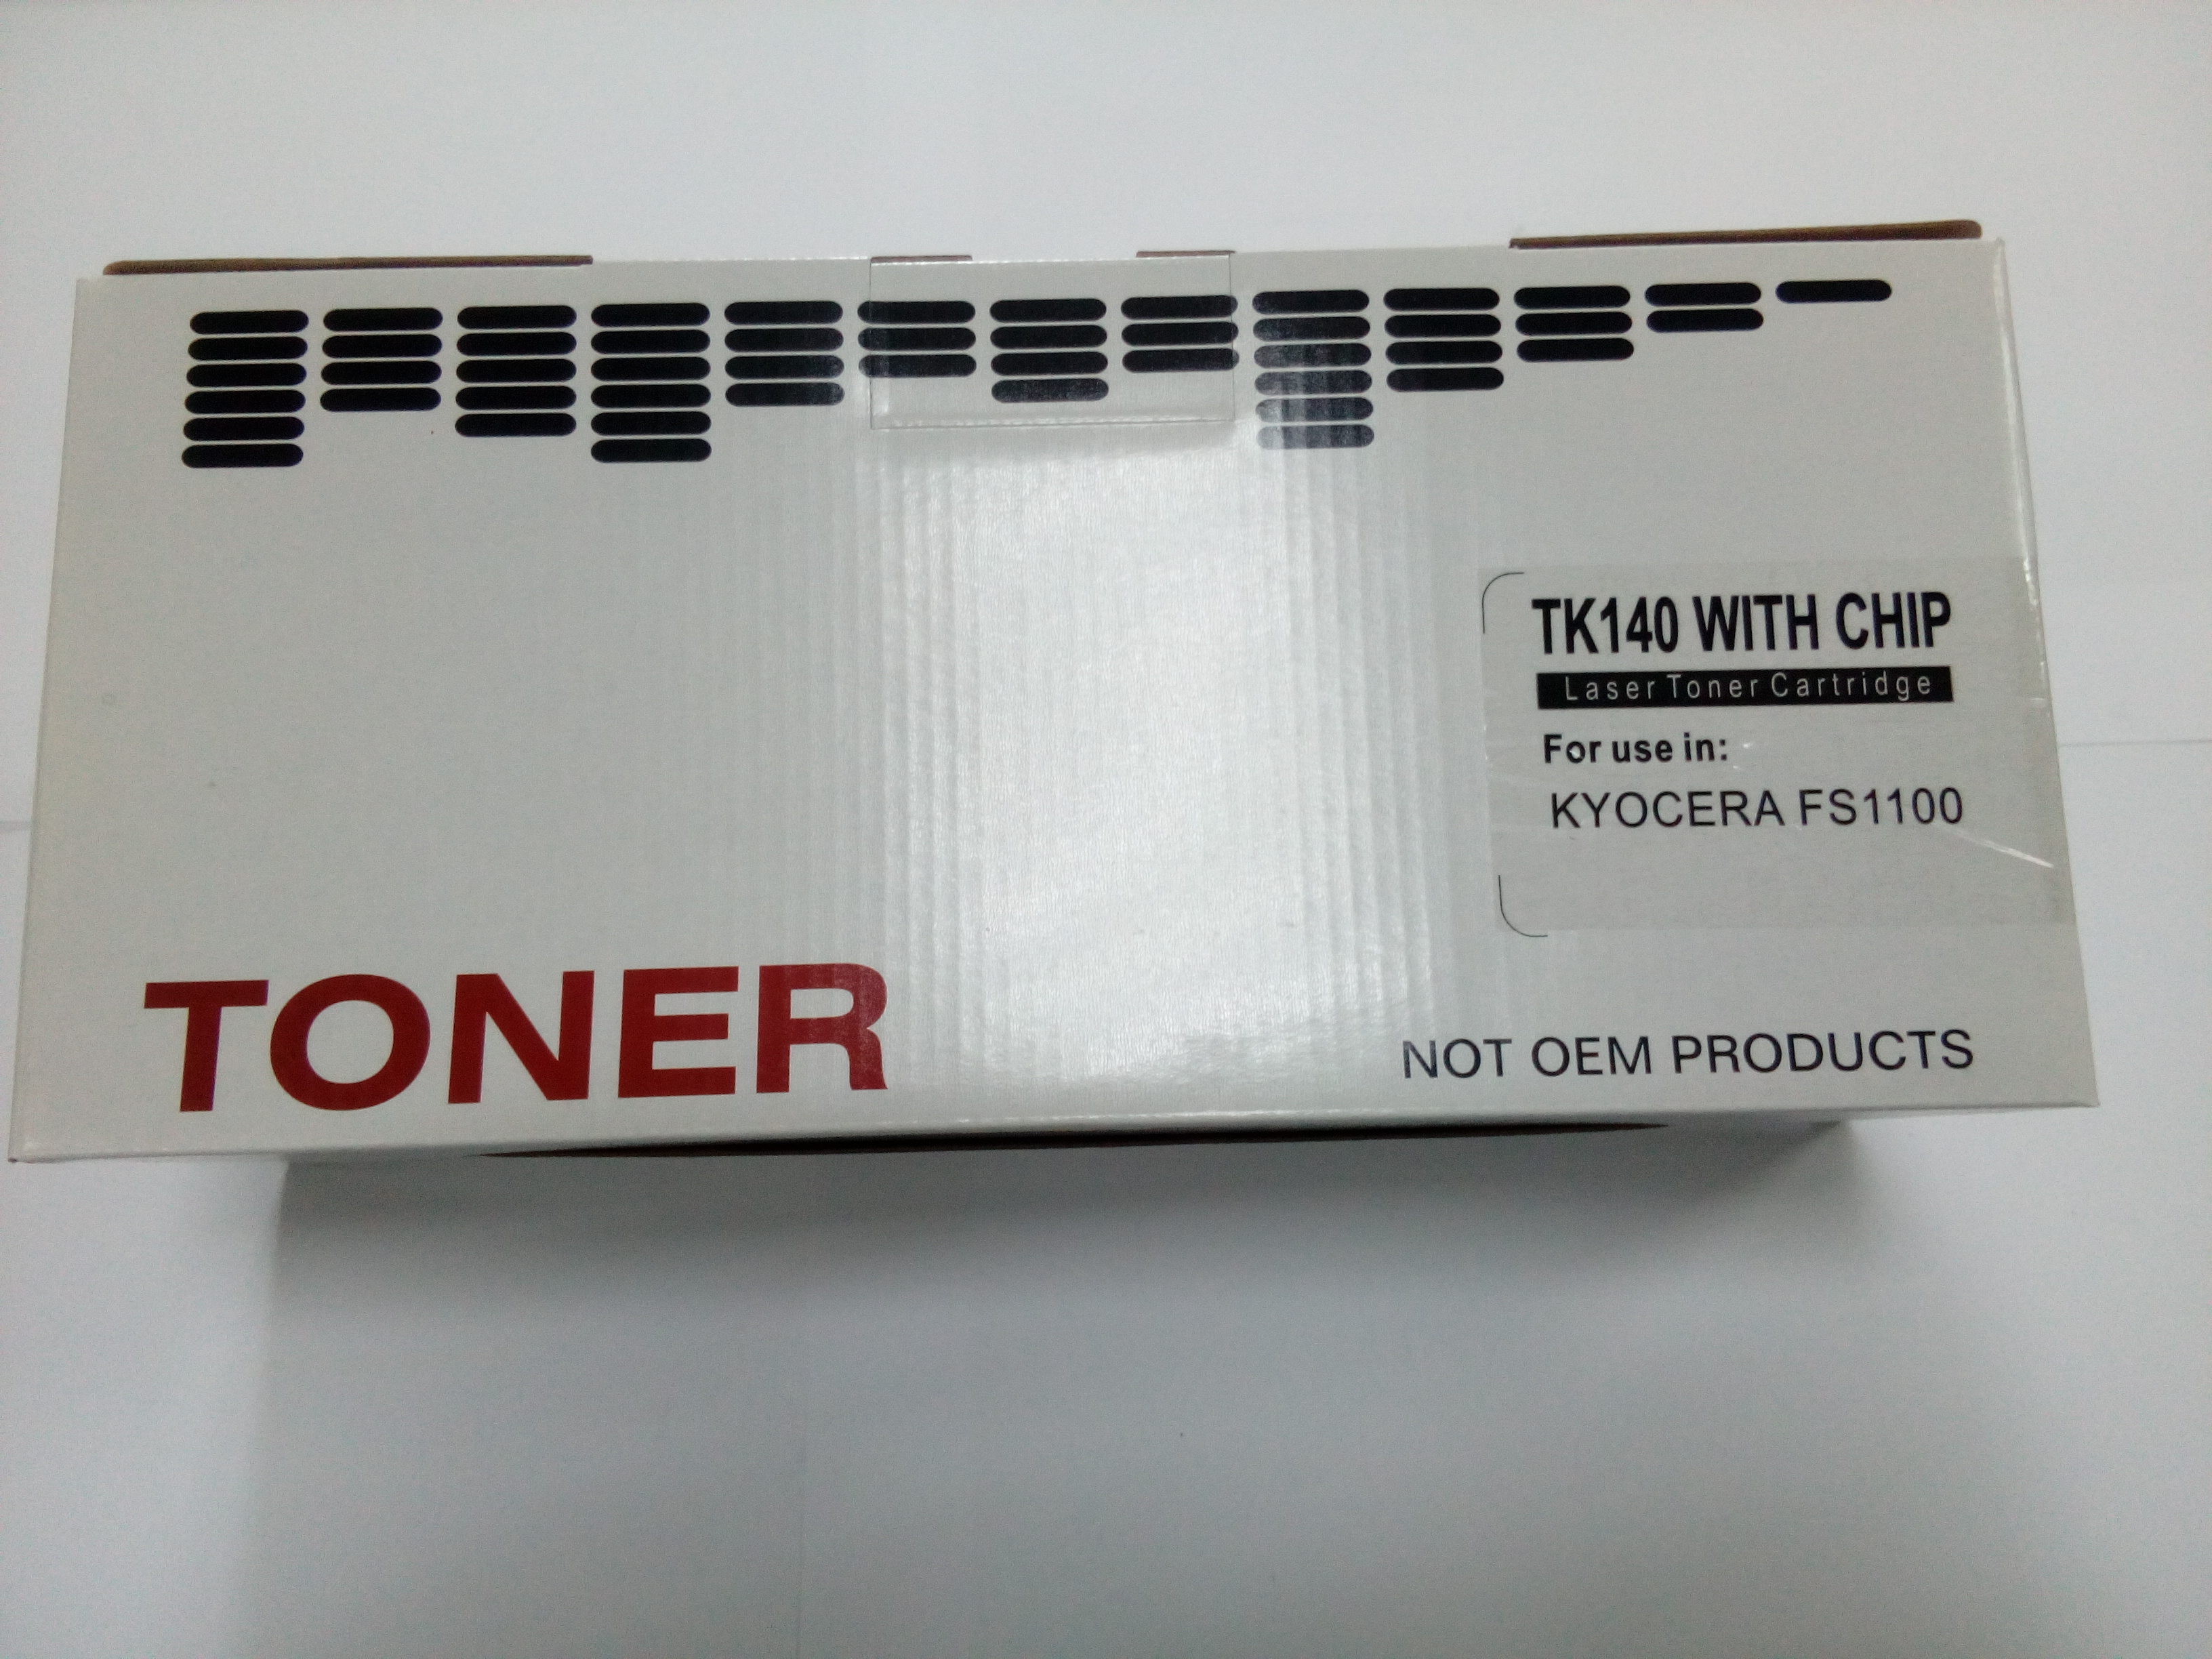 TK140 WITH CHIP
Laser Toner Cartridge
For use in:
KYOCERA FS1100
TONER
NOT OEM PRODUCTS